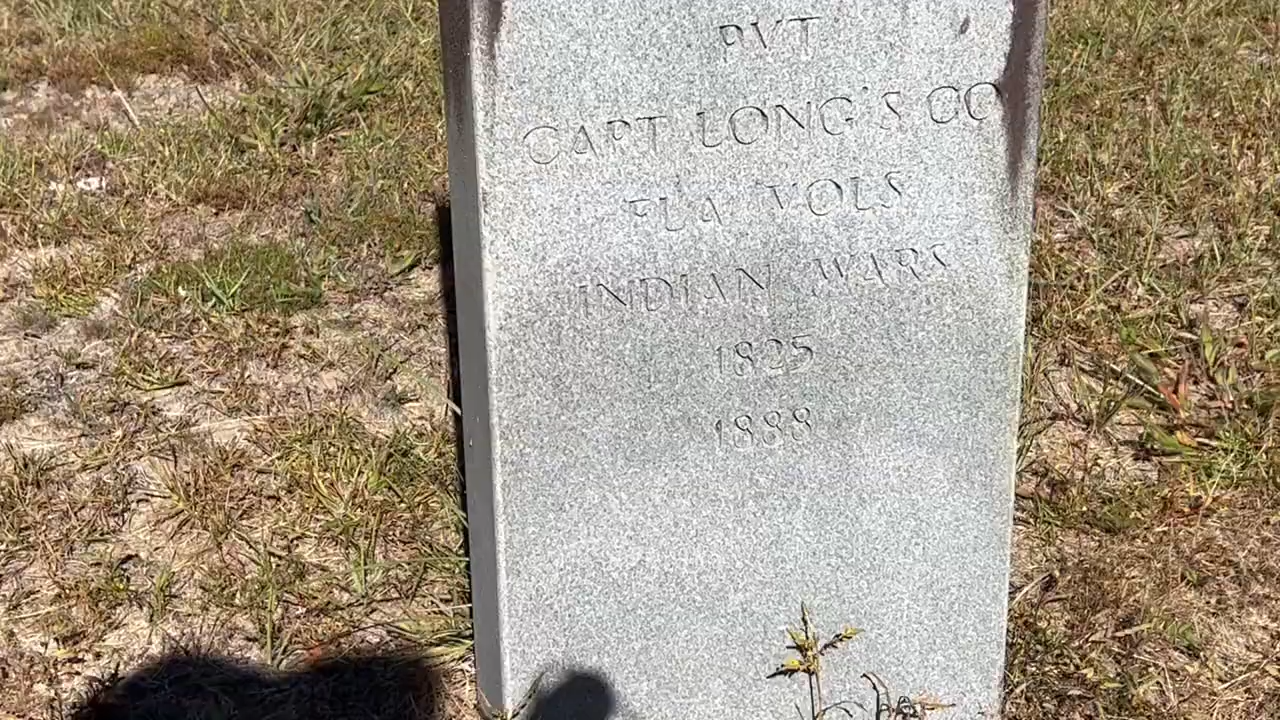 PVT
CAPT LONG'S CO
FLA VOLS
INDIAN WARS
1825
1888